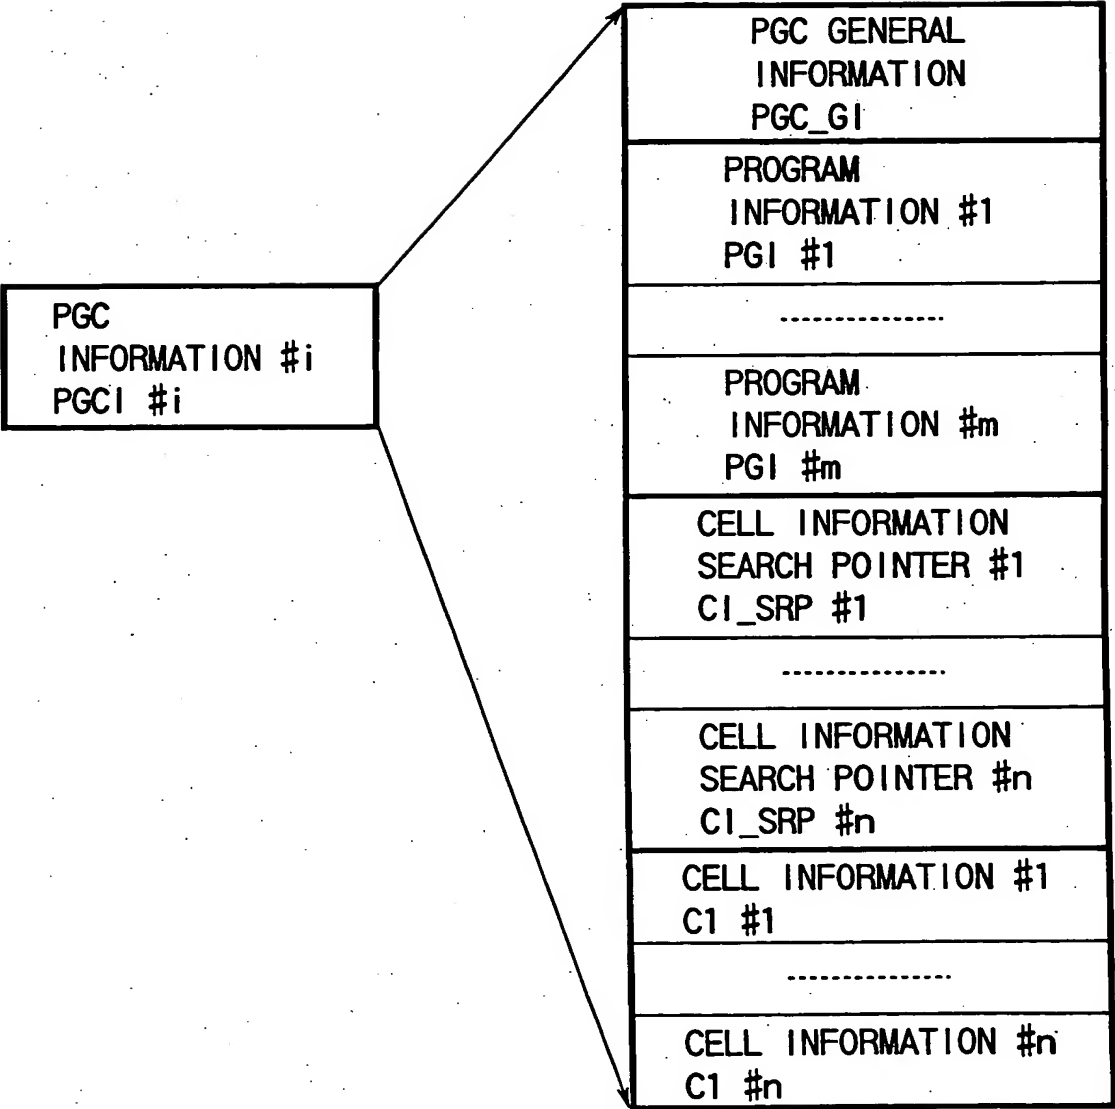 PGC GENERAL
INFORMATION
PGC_GI
PROGRAM
INFORMATION #1
PGI #1
PGC
INFORMATION #i
PGCI #i
PROGRAM
INFORMATION #m
PGI #m
CELL INFORMATION
SEARCH POINTER #1
CI_SRP #1
CELL INFORMATION
SEARCH POINTER #n
CI_SRP #n
CELL INFORMATION #1
C1 #1
CELL INFORMATION #n
C1 #n